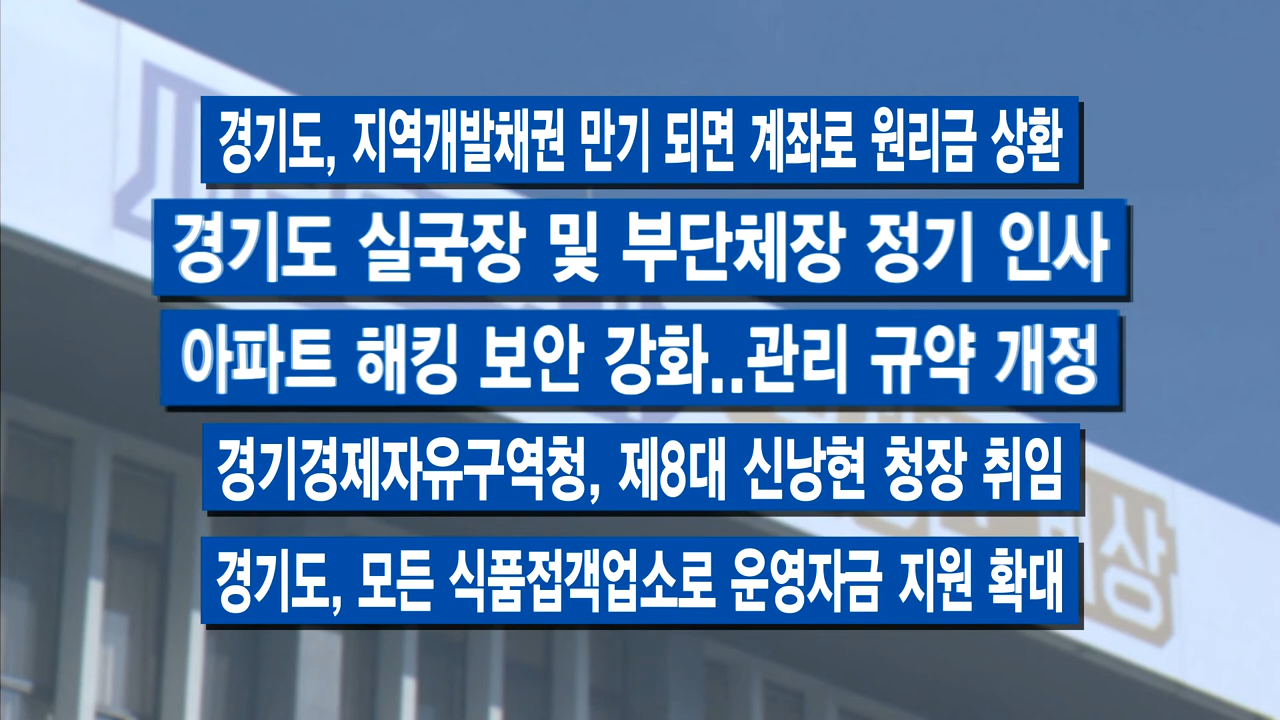 경기도, 지역개발채권 만기 되면 계좌로 원리금 상환
경기도 실국장 및 부단체장 정기 인사
아파트 해킹 보안 강화..관리 규약 개정
경기경제자유구역청, 제8대 신낭현 청장 취임
경기도, 모든 식품접객업소로 운영자금 지원 확대
상